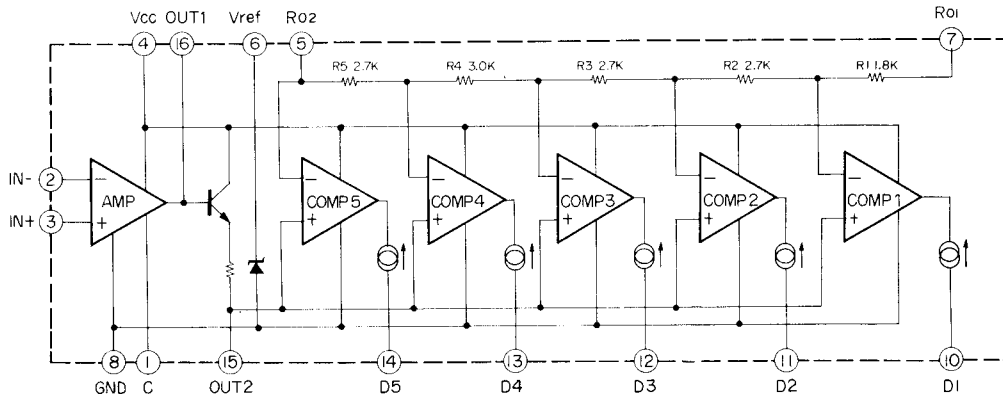 Vcc OUT1 Vref RO2 RO1
4 16 6 5 7
R5 2.7K R4 3.0K R3 2.7K R2 2.7K R1 1.8K
IN- 2 - AMP
IN+ 3 +
- COMP5 +
- COMP4 +
- COMP3 +
- COMP2 +
- COMP1 +
8 1 15 14 13 12 11 10
GND C OUT2 D5 D4 D3 D2 D1